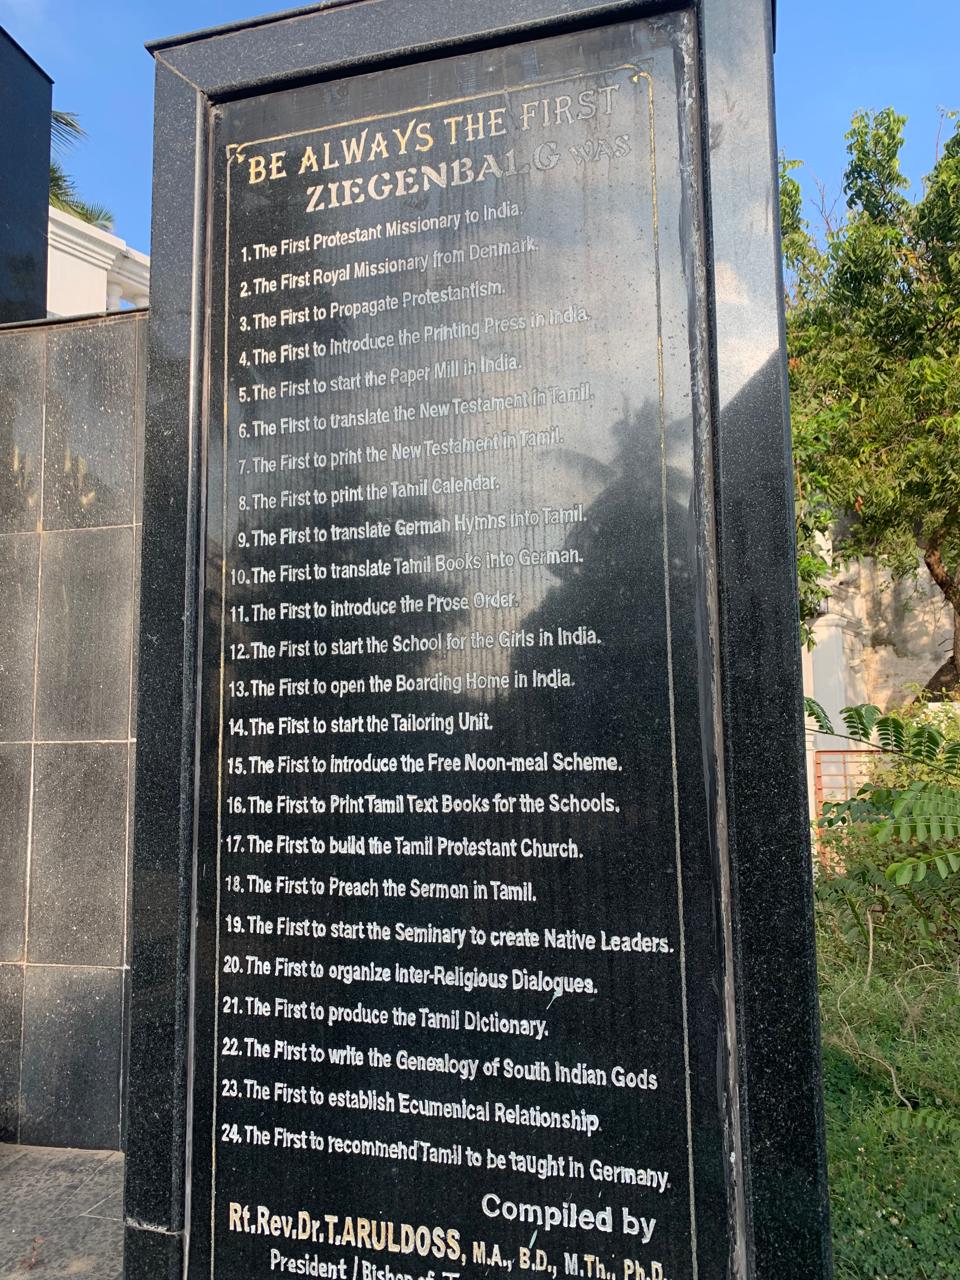 BE ALWAYS THE FIRST
ZIEGENBALG WAS
1. The First Protestant Missionary to India.
2. The First Royal Missionary from Denmark.
3. The First to Propagate Protestantism.
4. The First to Introduce the Printing Press in India.
5. The First to start the Paper Mill in India.
6. The First to translate the New Testament in Tamil.
7. The First to print the New Testament in Tamil.
8. The First to print the Tamil Calendar.
9. The First to translate German Hymns into Tamil.
10. The First to translate Tamil Books into German.
11. The First to introduce the Prose Order.
12. The First to start the School for the Girls in India.
13. The First to open the Boarding Home in India.
14. The First to start the Tailoring Unit.
15. The First to introduce the Free Noon-meal Scheme.
16. The First to Print Tamil Text Books for the Schools.
17. The First to build the Tamil Protestant Church.
18. The First to Preach the Sermon in Tamil.
19. The First to start the Seminary to create Native Leaders.
20. The First to organize Inter-Religious Dialogues.
21. The First to produce the Tamil Dictionary.
22. The First to write the Genealogy of South Indian Gods
23. The First to establish Ecumenical Relationship.
24. The First to recommend Tamil to be taught in Germany.
Compiled by
Rt.Rev.Dr.T.ARULDOSS, M.A., B.D., M.Th., Ph.D.
President / Bishop of